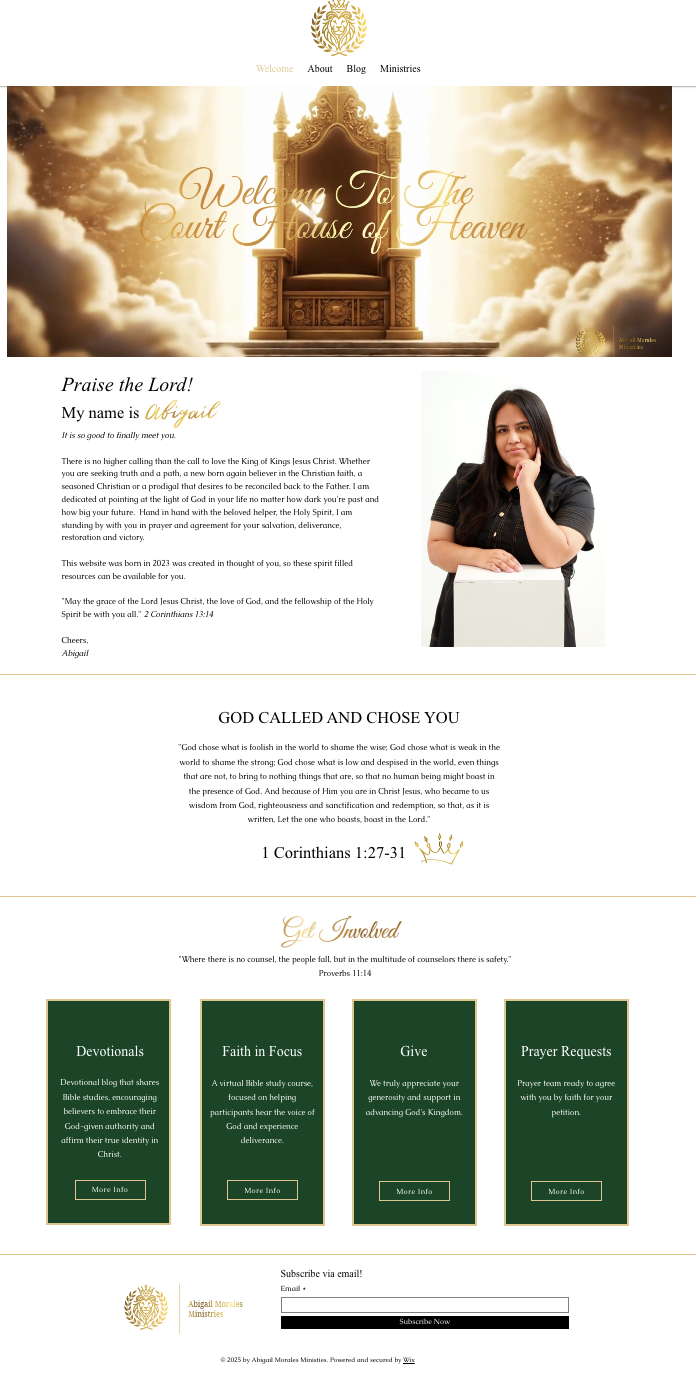 Welcome About Blog Ministries
Welcome To The
Court House of Heaven
Abigail Morales
Ministries
Praise the Lord!
My name is Abigail
It is so good to finally meet you.
There is no higher calling than the call to love the King of Kings Jesus Christ. Whether
you are seeking truth and a path, a new born again believer in the Christian faith, a
seasoned Christian or a prodigal that desires to be reconciled back to the Father. I am
dedicated at pointing at the light of God in your life no matter how dark you're past and
how big your future. Hand in hand with the beloved helper, the Holy Spirit, I am
standing by with you in prayer and agreement for your salvation, deliverance,
restoration and victory.
This website was born in 2023 was created in thought of you, so these spirit filled
resources can be available for you.
"May the grace of the Lord Jesus Christ, the love of God, and the fellowship of the Holy
Spirit be with you all." 2 Corinthians 13:14
Cheers,
Abigail
GOD CALLED AND CHOSE YOU
"God chose what is foolish in the world to shame the wise; God chose what is weak in the
world to shame the strong; God chose what is low and despised in the world, even things
that are not, to bring to nothing things that are, so that no human being might boast in
the presence of God. And because of Him you are in Christ Jesus, who became to us
wisdom from God, righteousness and sanctification and redemption, so that, as it is
written, Let the one who boasts, boast in the Lord."
1 Corinthians 1:27-31
Get Involved
"Where there is no counsel, the people fall, but in the multitude of counselors there is safety."
Proverbs 11:14
Devotionals
Devotional blog that shares
Bible studies, encouraging
believers to embrace their
God-given authority and
affirm their true identity in
Christ.
More Info
Faith in Focus
A virtual Bible study course,
focused on helping
participants hear the voice of
God and experience
deliverance.
More Info
Give
We truly appreciate your
generosity and support in
advancing God's Kingdom.
More Info
Prayer Requests
Prayer team ready to agree
with you by faith for your
petition.
More Info
Abigail Morales
Ministries
Subscribe via email!
Email *
Subscribe Now
© 2025 by Abigail Morales Ministies. Powered and secured by Wix